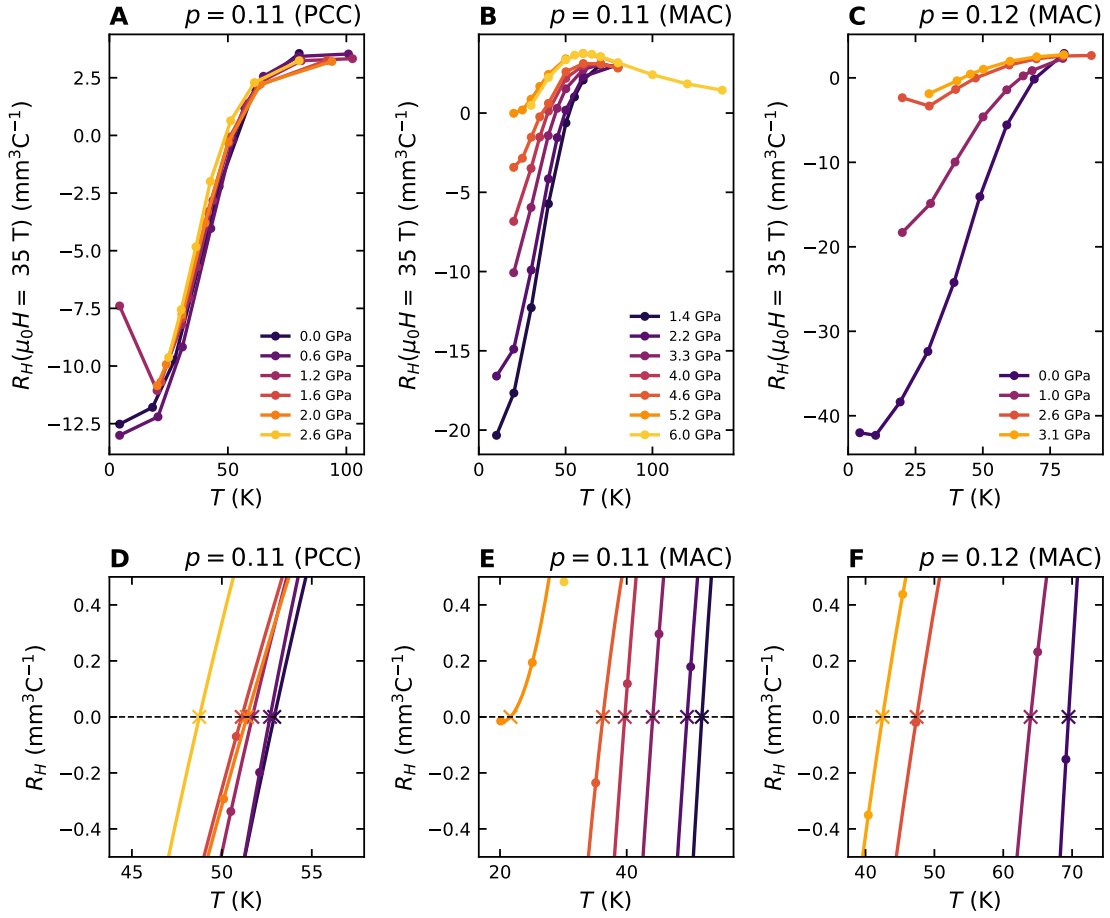 A
p = 0.11 (PCC)
R_H(μ₀H = 35 T) (mm³C⁻¹)
2.5
0.0
−2.5
−5.0
−7.5
−10.0
−12.5
0
50
100
T (K)
0.0 GPa
0.6 GPa
1.2 GPa
1.6 GPa
2.0 GPa
2.6 GPa
B
p = 0.11 (MAC)
R_H(μ₀H = 35 T) (mm³C⁻¹)
0
−5
−10
−15
−20
0
50
100
T (K)
1.4 GPa
2.2 GPa
3.3 GPa
4.0 GPa
4.6 GPa
5.2 GPa
6.0 GPa
C
p = 0.12 (MAC)
R_H(μ₀H = 35 T) (mm³C⁻¹)
0
−10
−20
−30
−40
0
25
50
75
T (K)
0.0 GPa
1.0 GPa
2.6 GPa
3.1 GPa
D
p = 0.11 (PCC)
R_H (mm³C⁻¹)
0.4
0.2
0.0
−0.2
−0.4
45
50
55
T (K)
E
p = 0.11 (MAC)
R_H (mm³C⁻¹)
0.4
0.2
0.0
−0.2
−0.4
20
40
T (K)
F
p = 0.12 (MAC)
R_H (mm³C⁻¹)
0.4
0.2
0.0
−0.2
−0.4
40
50
60
70
T (K)